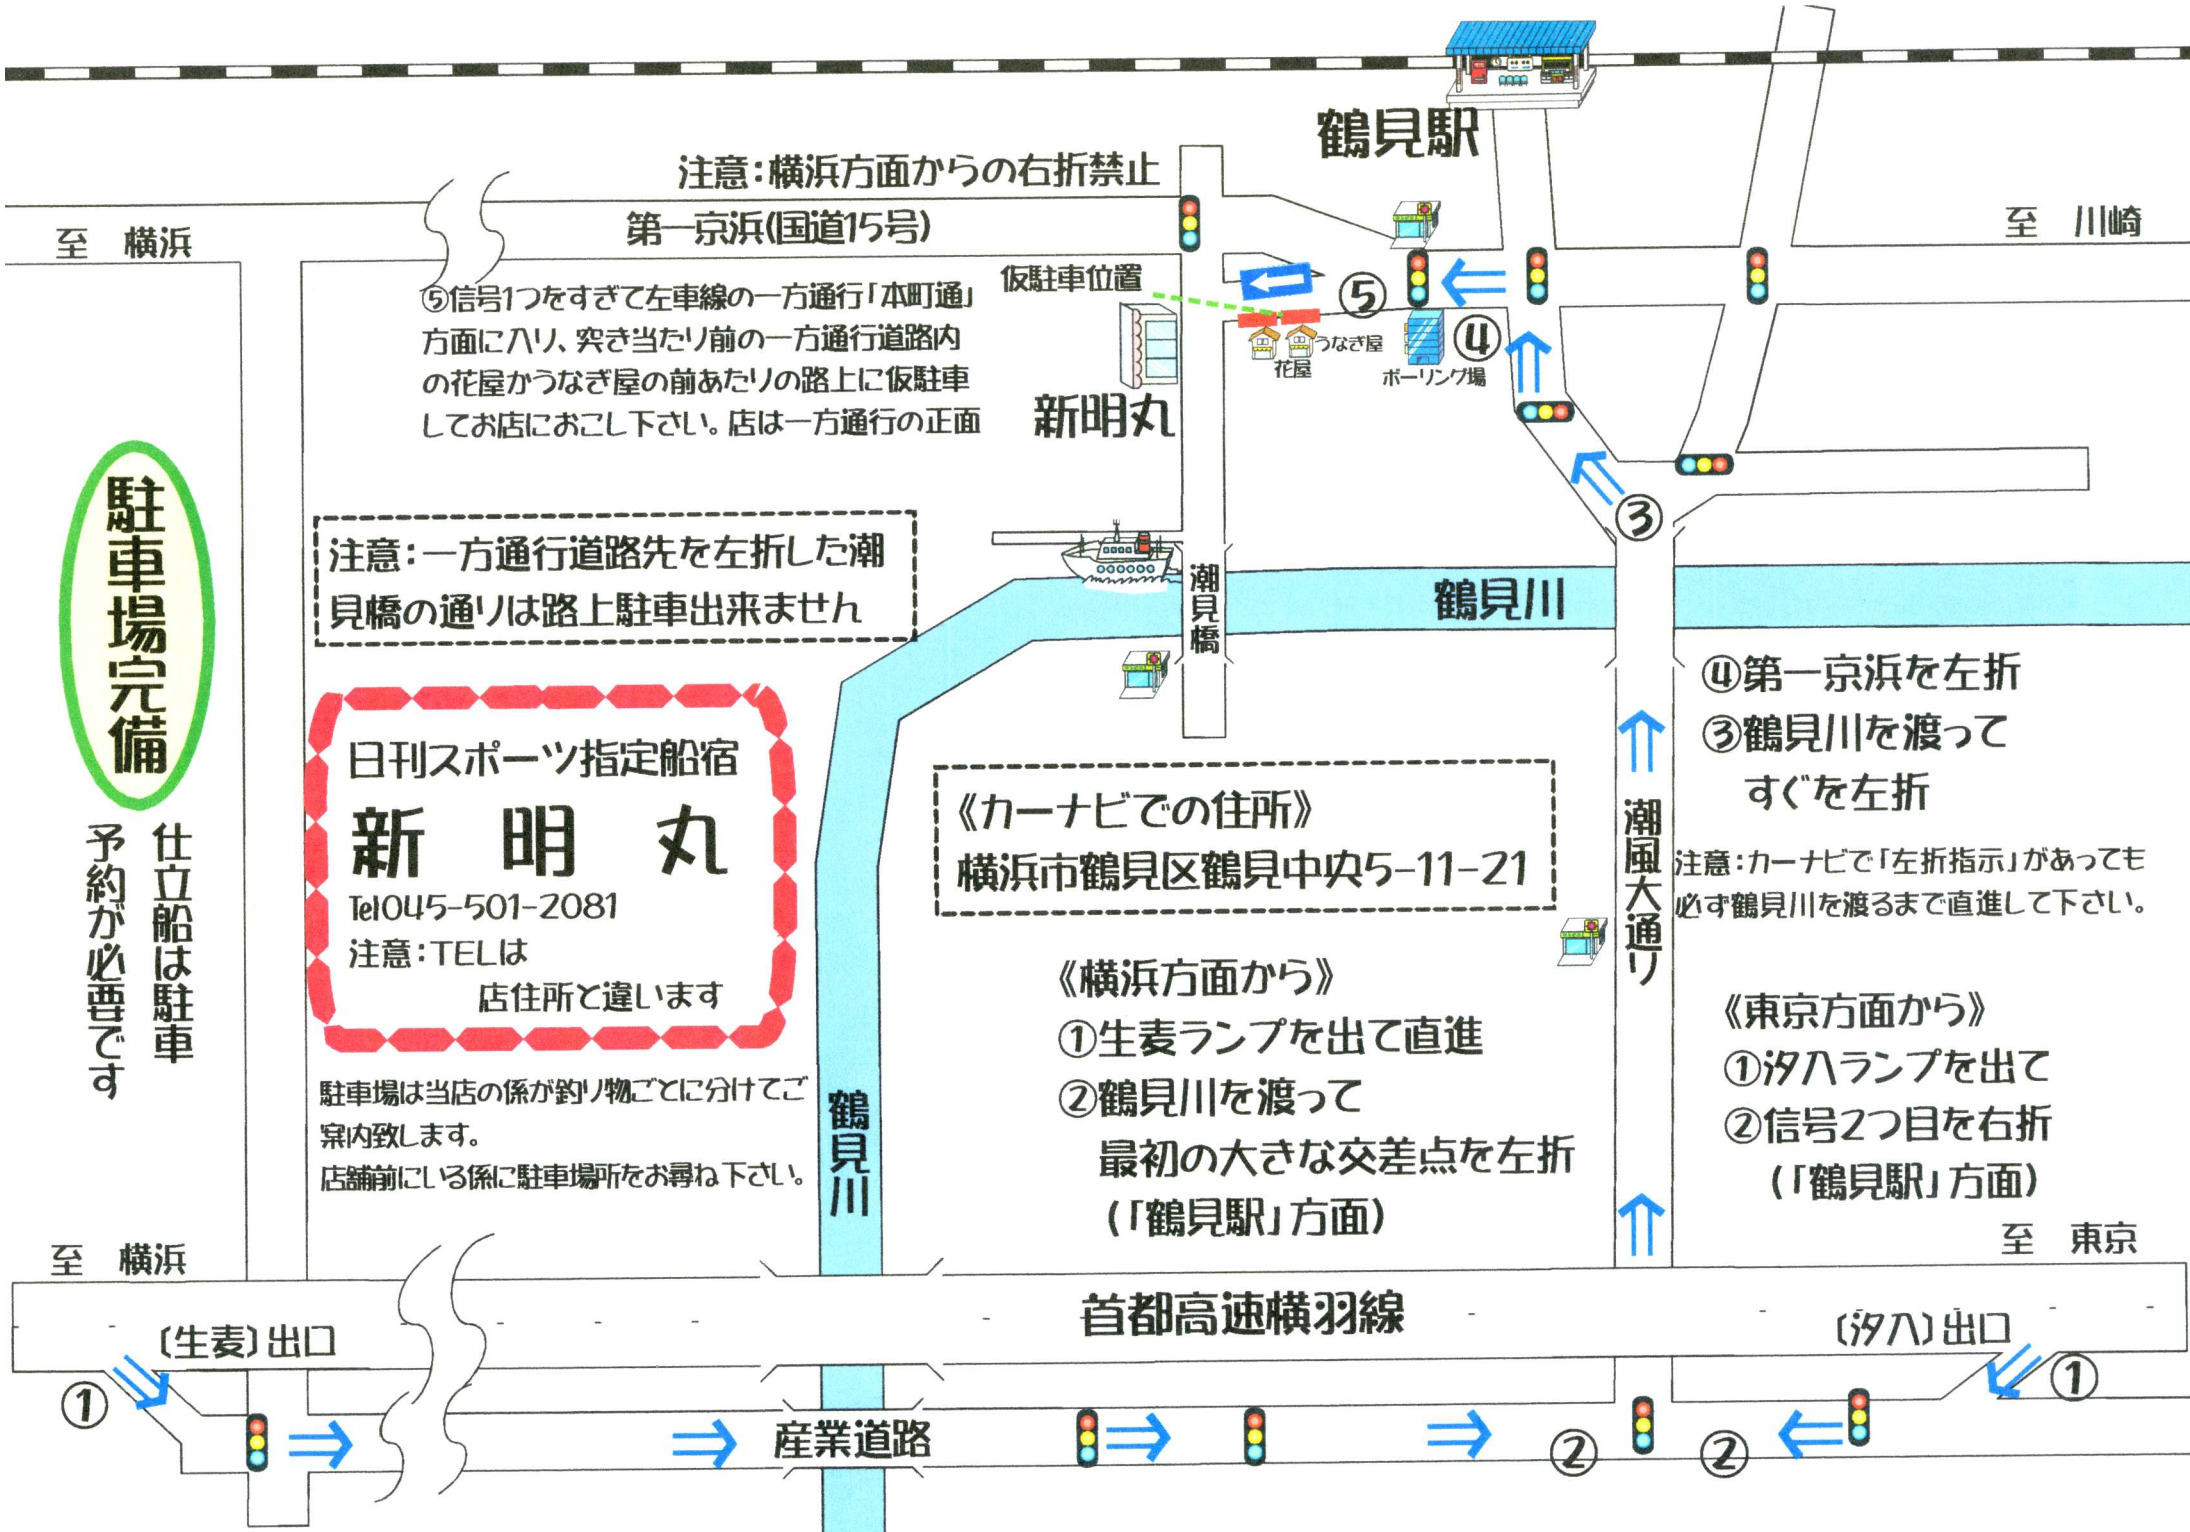 鶴見駅
注意：横浜方面からの右折禁止
第一京浜(国道15号)
至　横浜
至　川崎
⑤信号1つをすぎて左車線の一方通行「本町通」
方面に入り、突き当たり前の一方通行道路内
の花屋かうなぎ屋の前あたりの路上に仮駐車
してお店におこし下さい。店は一方通行の正面
仮駐車位置
⑤
④
うなぎ屋
花屋
ボーリング場
新明丸
③
駐車場完備
仕立船は駐車
予約が必要です
注意：一方通行道路先を左折した潮
見橋の通りは路上駐車出来ません
潮見橋
鶴見川
日刊スポーツ指定船宿
新　明　丸
Tel045-501-2081
注意：TELは
店住所と違います
駐車場は当店の係が釣り物ごとに分けてご
案内致します。
店舗前にいる係に駐車場所をお尋ね下さい。
鶴見川
《カーナビでの住所》
横浜市鶴見区鶴見中央5-11-21
《横浜方面から》
①生麦ランプを出て直進
②鶴見川を渡って
最初の大きな交差点を左折
(「鶴見駅」方面)
潮風大通り
④第一京浜を左折
③鶴見川を渡って
すぐを左折
注意：カーナビで「左折指示」があっても
必ず鶴見川を渡るまで直進して下さい。
《東京方面から》
①汐入ランプを出て
②信号2つ目を右折
(「鶴見駅」方面)
至　横浜
至　東京
首都高速横羽線
〔生麦〕出口
〔汐入〕出口
①
①
産業道路
②
②